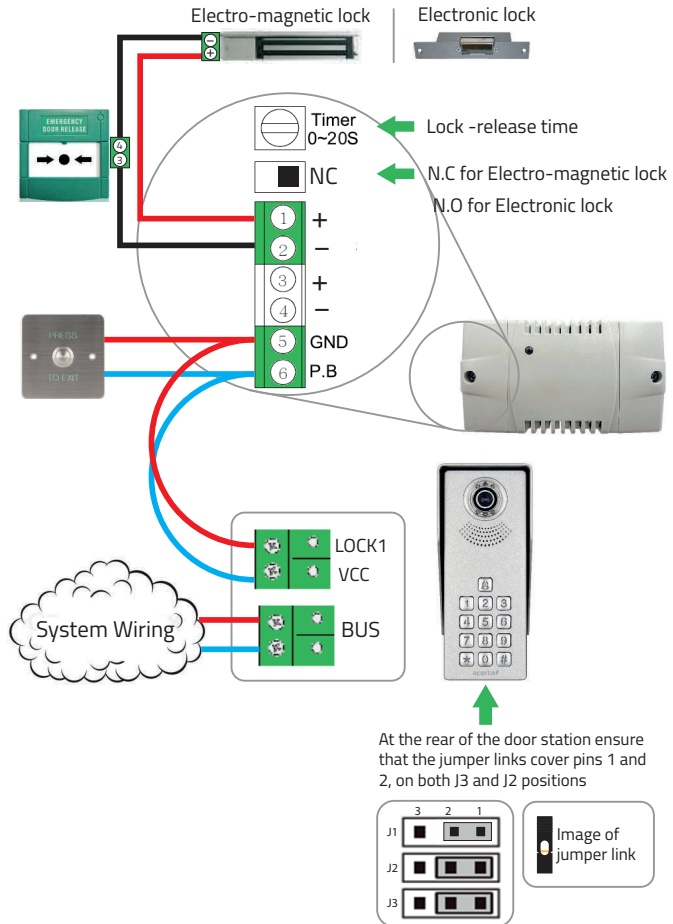 Electro-magnetic lock
Electronic lock
−
+
EMERGENCY
DOOR RELEASE
4
3
Timer
0~20S
Lock -release time
NC
N.C for Electro-magnetic lock
N.O for Electronic lock
1 +
2 −
3 +
4 −
5 GND
6 P.B
PRESS
TO EXIT
LOCK1
VCC
System Wiring
BUS
1 2 3
4 5 6
7 8 9
* 0 #
At the rear of the door station ensure
that the jumper links cover pins 1 and
2, on both J3 and J2 positions
3 2 1
J1
J2
J3
Image of
jumper link